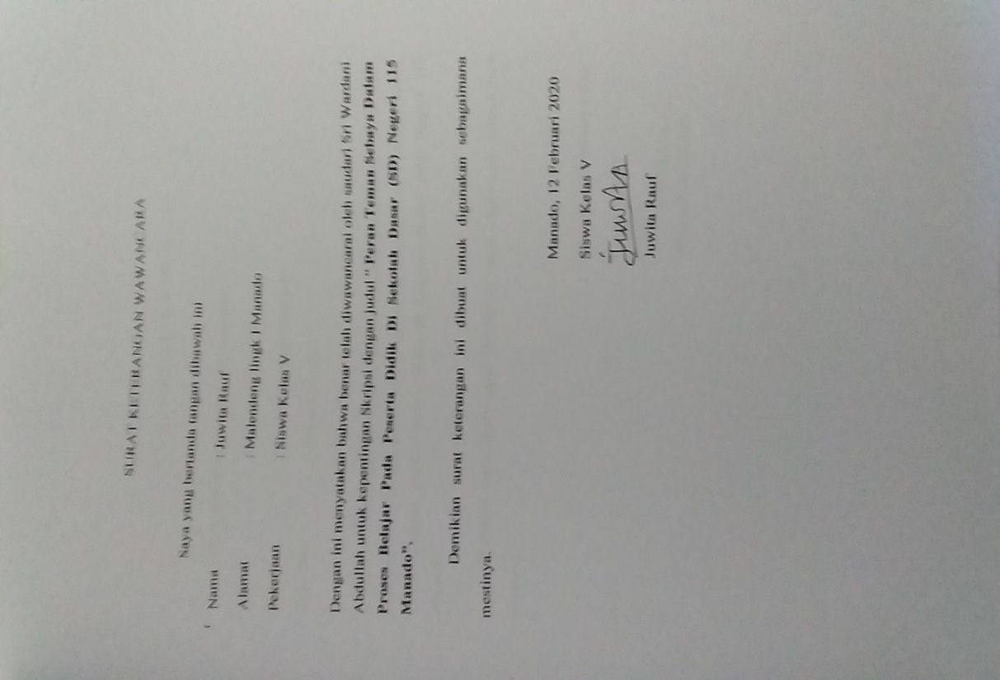 SURAT KETERANGAN WAWANCARA
Saya yang bertanda tangan dibawah ini
Nama : Juwita Rauf
Alamat : Malendeng lingk I Manado
Pekerjaan : Siswa Kelas V
Dengan ini menyatakan bahwa benar telah diwawancarai oleh saudari Sri Wardani
Abdullah untuk kepentingan Skripsi dengan judul " Peran Teman Sebaya Dalam
Proses Belajar Pada Peserta Didik Di Sekolah Dasar (SD) Negeri 115
Manado".
Demikian surat keterangan ini dibuat untuk digunakan sebagaimana
mestinya.
Manado, 12 Februari 2020
Siswa Kelas V
Juwita Rauf